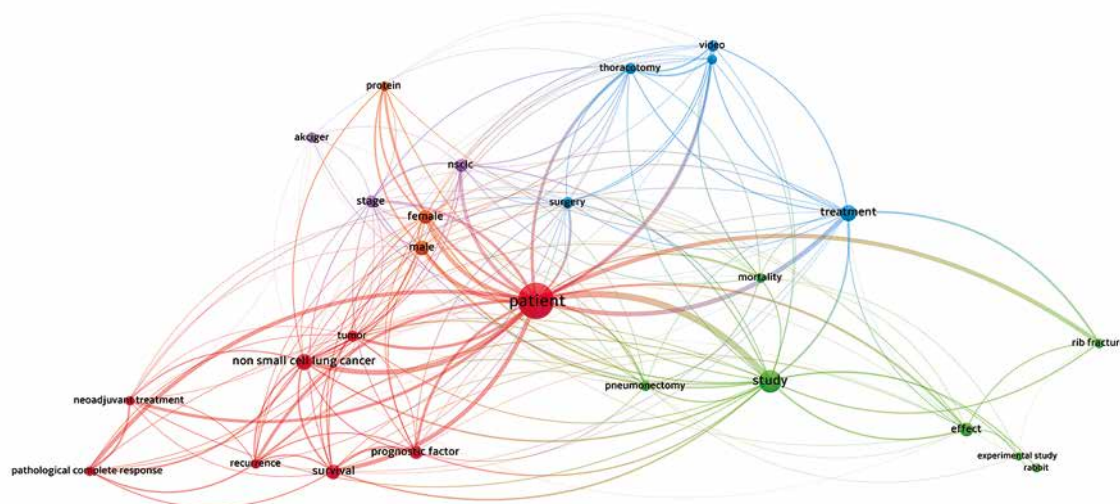 video
thoracotomy
protein
akciger
nsclc
stage
surgery
female
treatment
male
mortality
patient
tumor
rib fracture
non small cell lung cancer
study
pneumonectomy
neoadjuvant treatment
effect
prognostic factor
experimental study
recurrence
rabbit
pathological complete response
survival